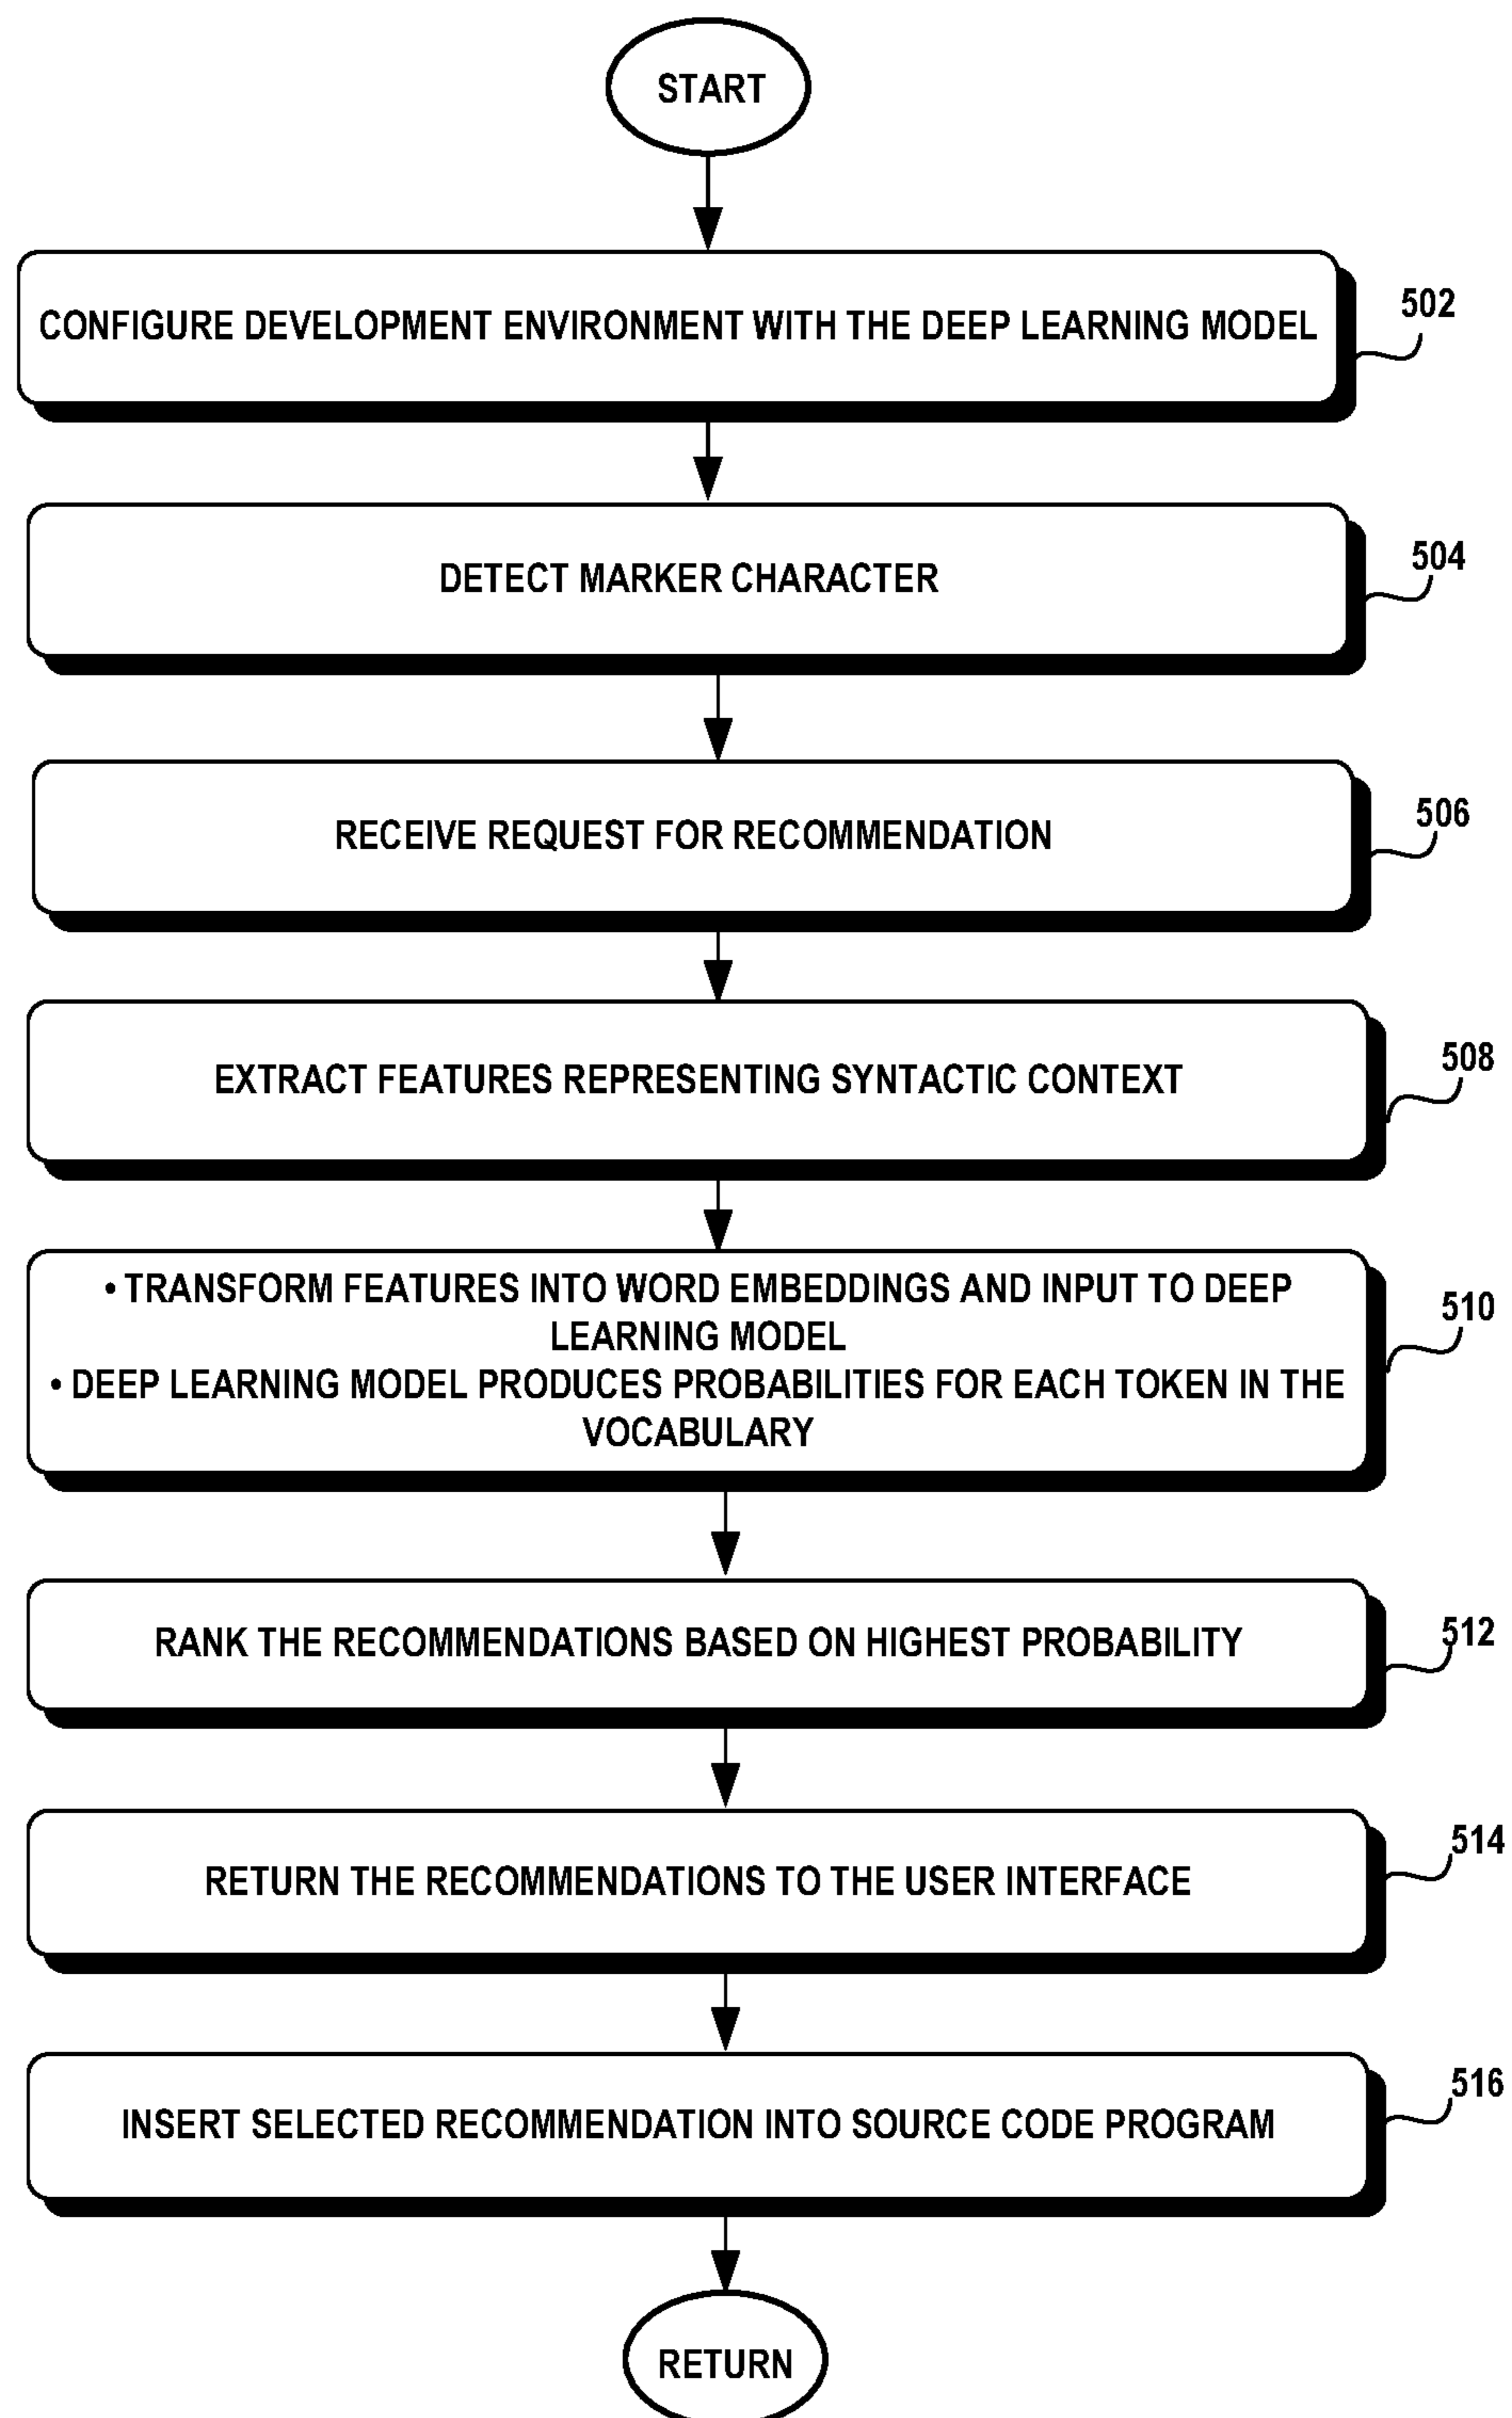 START
CONFIGURE DEVELOPMENT ENVIRONMENT WITH THE DEEP LEARNING MODEL
502
DETECT MARKER CHARACTER
504
RECEIVE REQUEST FOR RECOMMENDATION
506
EXTRACT FEATURES REPRESENTING SYNTACTIC CONTEXT
508
• TRANSFORM FEATURES INTO WORD EMBEDDINGS AND INPUT TO DEEP
LEARNING MODEL
• DEEP LEARNING MODEL PRODUCES PROBABILITIES FOR EACH TOKEN IN THE
VOCABULARY
510
RANK THE RECOMMENDATIONS BASED ON HIGHEST PROBABILITY
512
RETURN THE RECOMMENDATIONS TO THE USER INTERFACE
514
INSERT SELECTED RECOMMENDATION INTO SOURCE CODE PROGRAM
516
RETURN